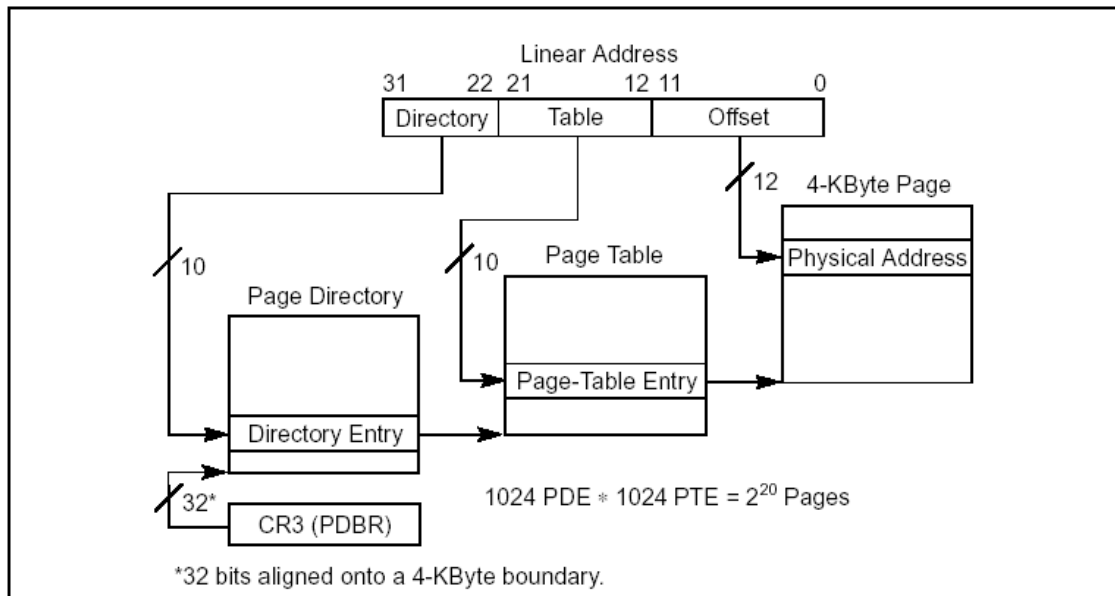 Linear Address
31 22 21 12 11 0
Directory Table Offset
12
4-KByte Page
Physical Address
10
10
Page Table
Page Directory
Page-Table Entry
Directory Entry
32*
1024 PDE * 1024 PTE = 2²⁰ Pages
CR3 (PDBR)
*32 bits aligned onto a 4-KByte boundary.